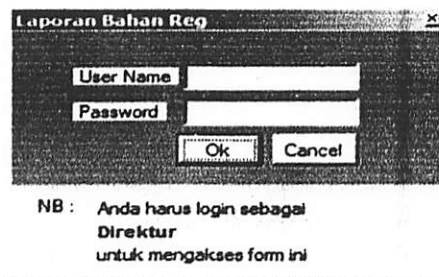 Laporan Bahan Reg
User Name
Password
Ok Cancel
NB : Anda harus login sebagai
Direktur
untuk mengakses form ini